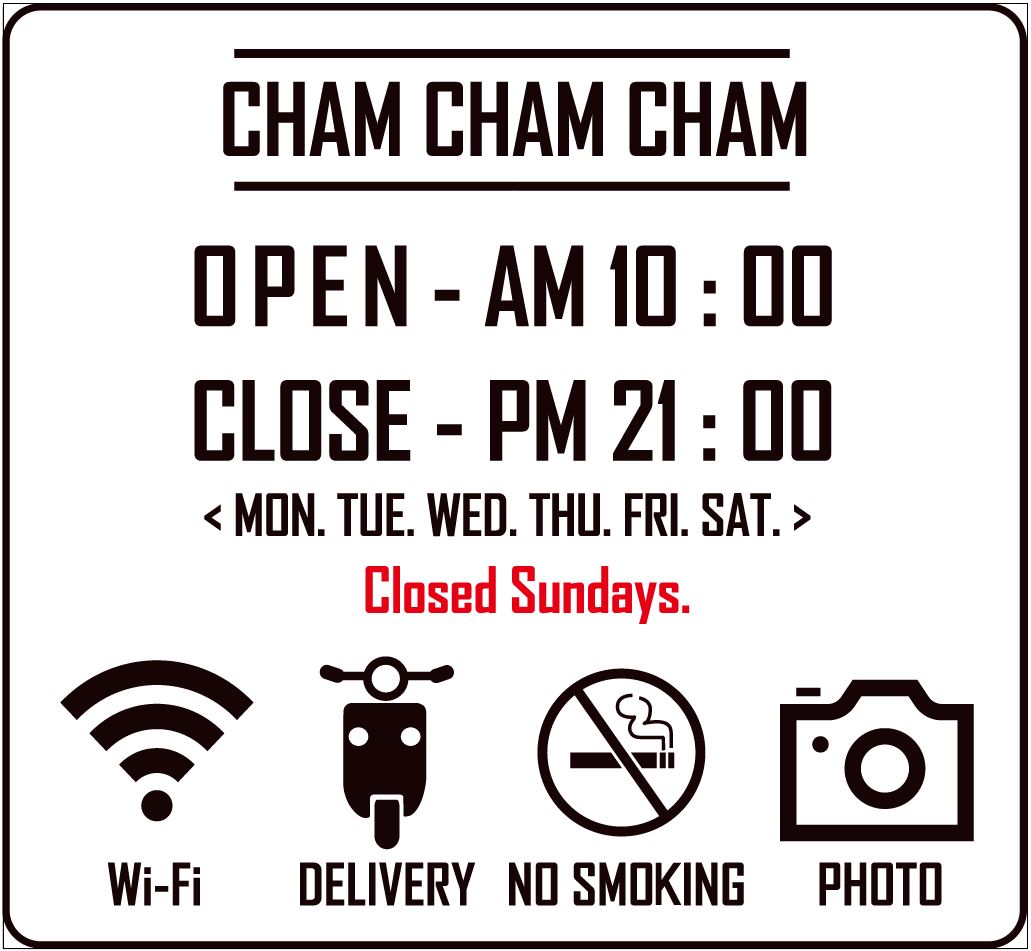 CHAM CHAM CHAM
OPEN - AM 10 : 00
CLOSE - PM 21 : 00
< MON. TUE. WED. THU. FRI. SAT. >
Closed Sundays.
Wi-Fi DELIVERY NO SMOKING PHOTO